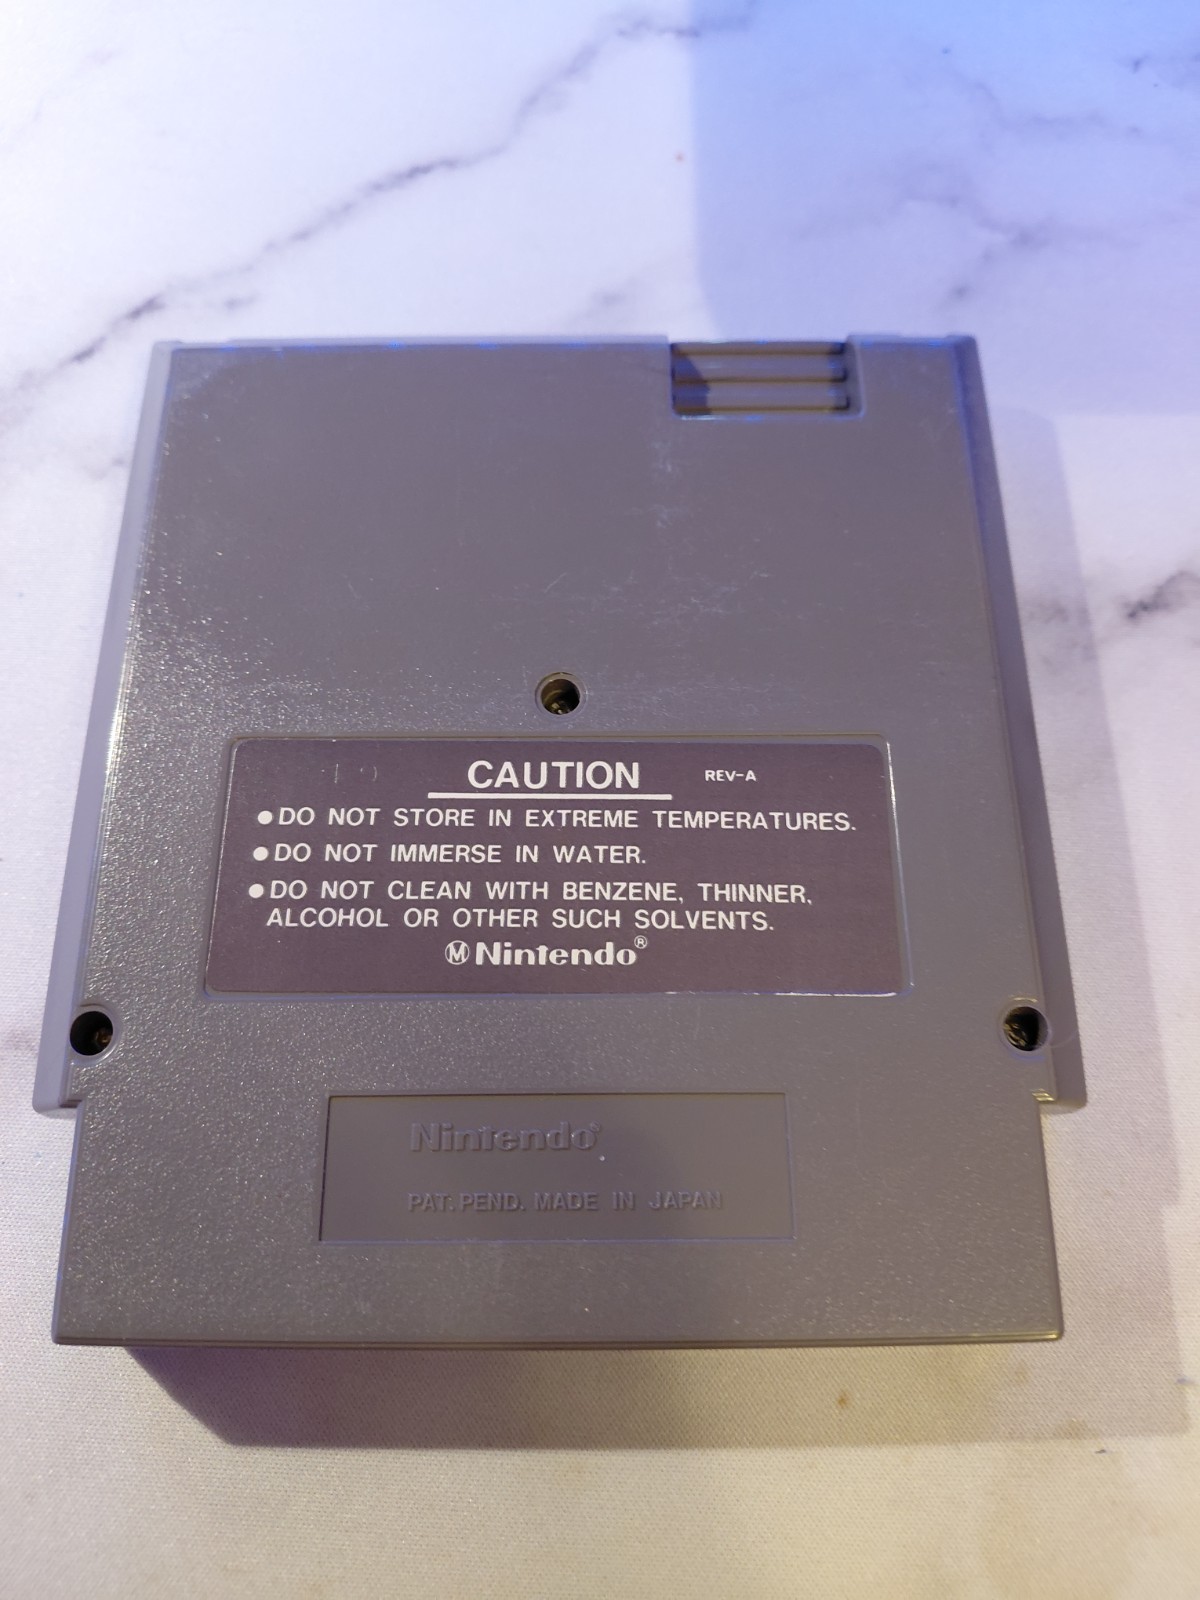 CAUTION REV-A
●DO NOT STORE IN EXTREME TEMPERATURES.
●DO NOT IMMERSE IN WATER.
●DO NOT CLEAN WITH BENZENE, THINNER,
ALCOHOL OR OTHER SUCH SOLVENTS.
Ⓜ Nintendo®
Nintendo
PAT. PEND. MADE IN JAPAN